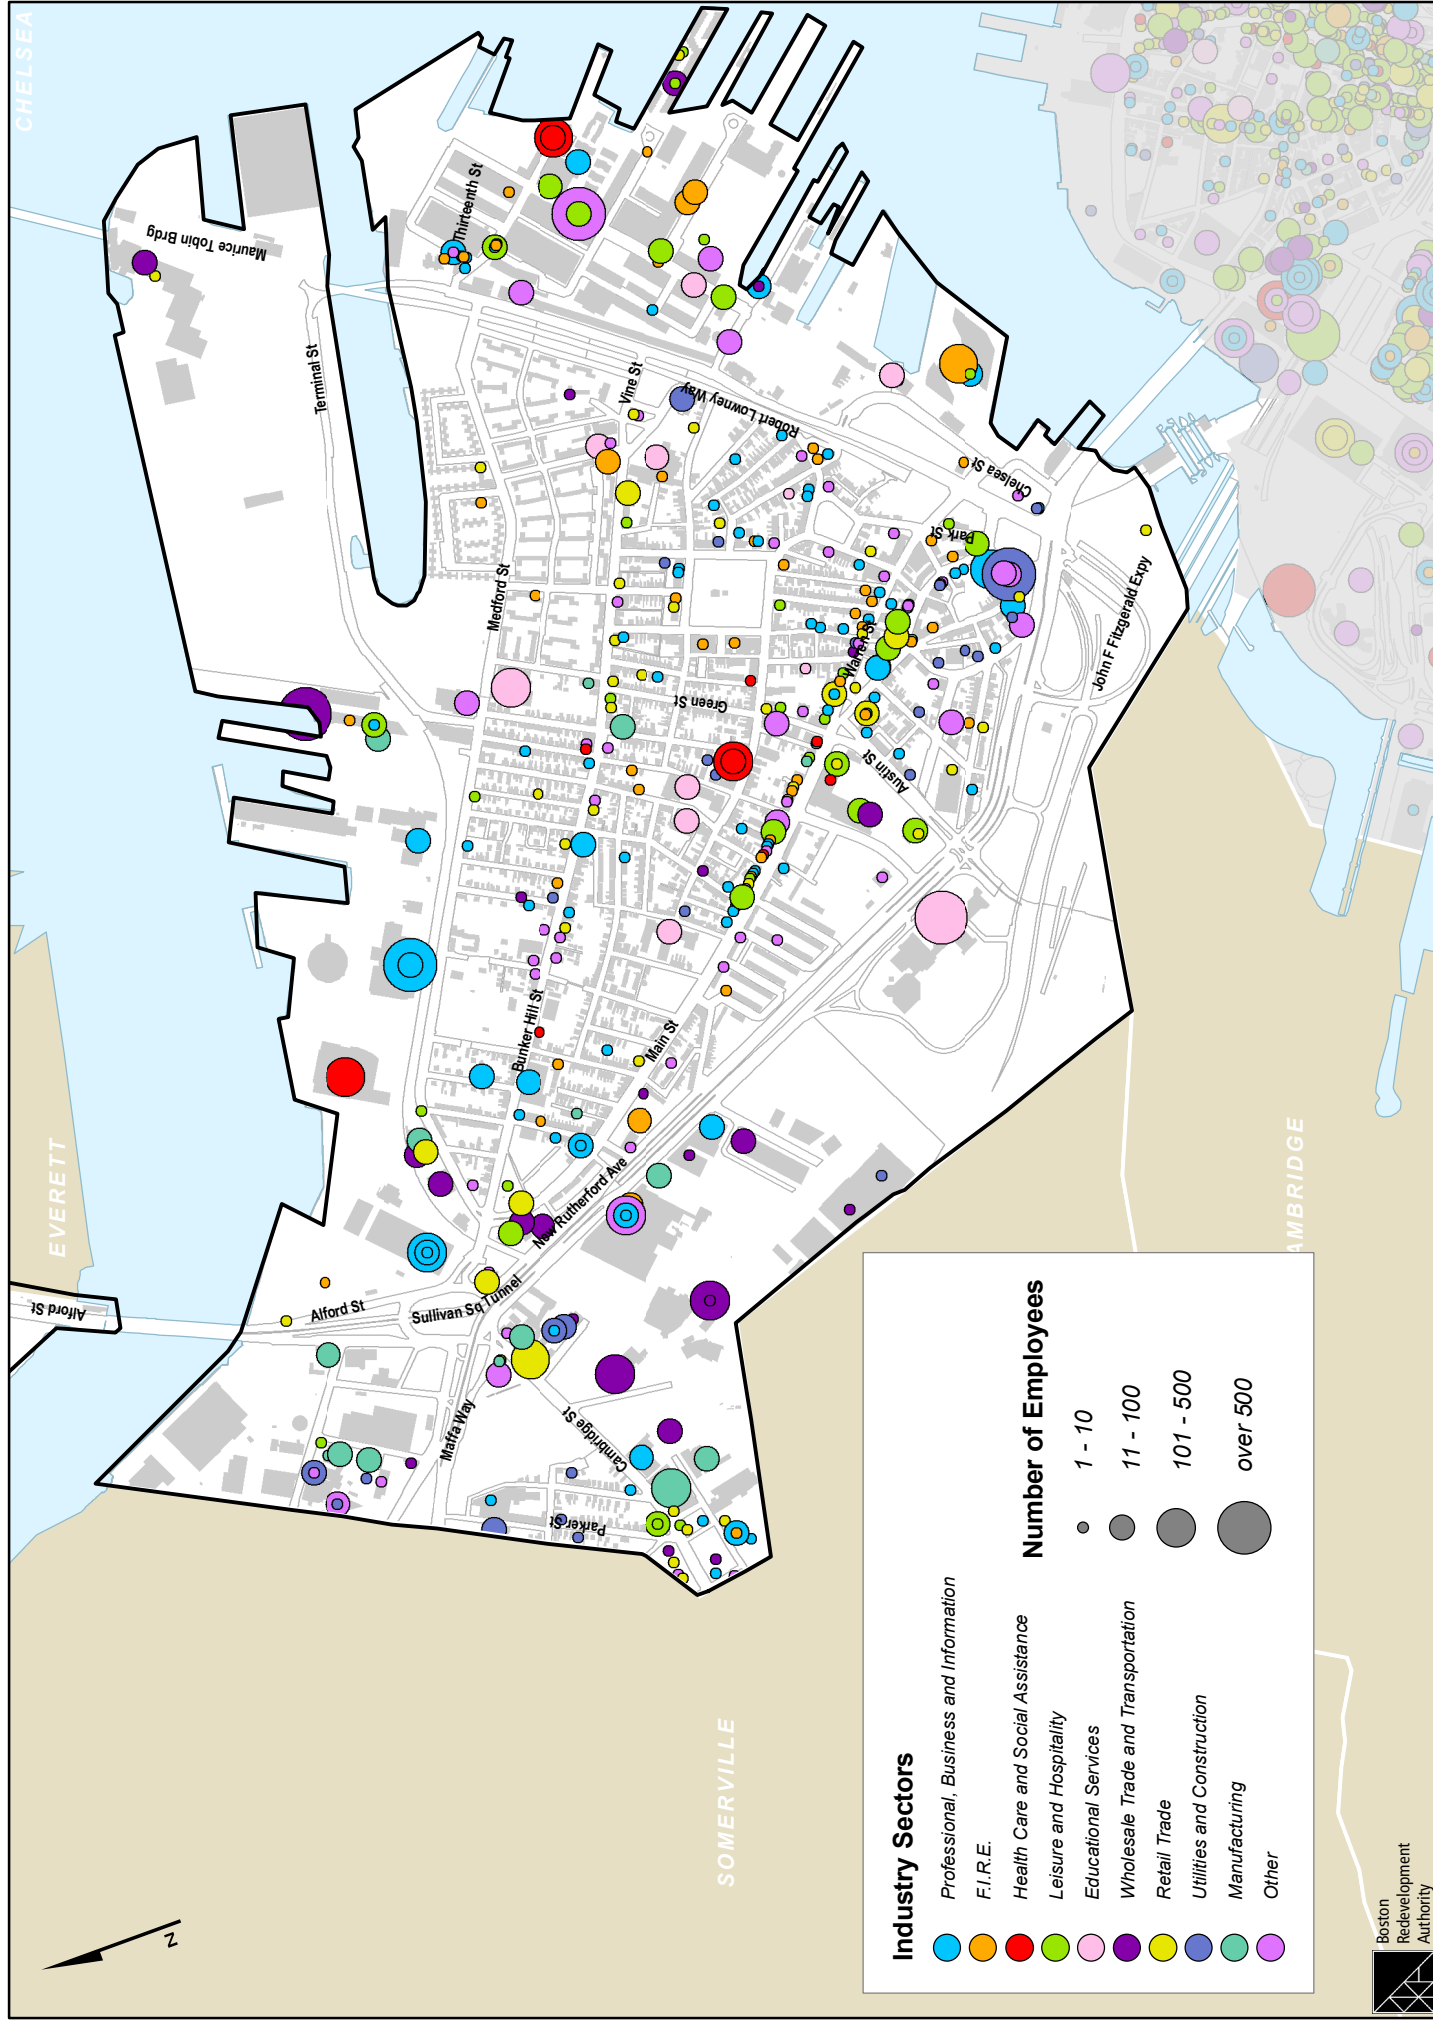 CHELSEA
EVERETT
SOMERVILLE
AMBRIDGE
Maurice Tobin Brdg
Terminal St
Thirteenth St
Vine St
Robert Lowney Way
Medford St
Chelsea St
Park St
John F Fitzgerald Expy
Warren St
Green St
Austin St
Bunker Hill St
Main St
New Rutherford Ave
Alford St
Alford St
Sullivan Sq Tunnel
Maffa Way
Cambridge St
Parker St
N
Industry Sectors
Professional, Business and Information
F.I.R.E.
Health Care and Social Assistance
Leisure and Hospitality
Educational Services
Wholesale Trade and Transportation
Retail Trade
Utilities and Construction
Manufacturing
Other
Number of Employees
1 - 10
11 - 100
101 - 500
over 500
Boston
Redevelopment
Authority